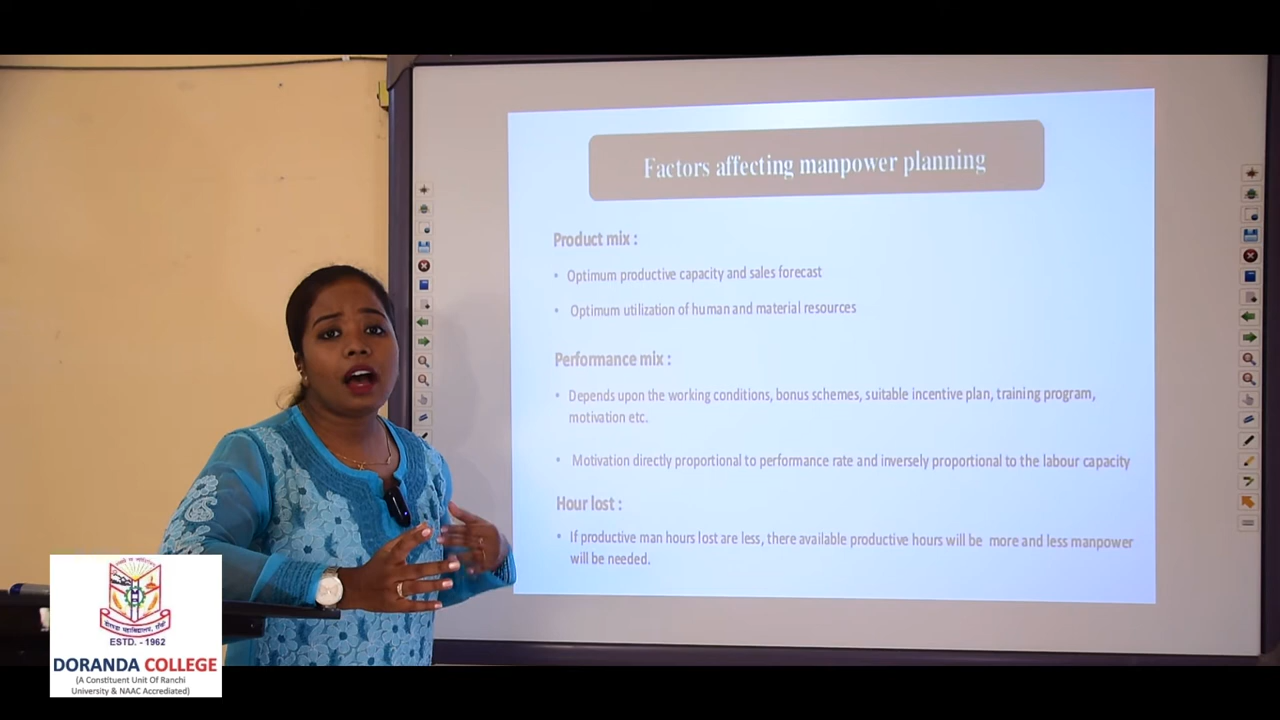 Factors affecting manpower planning
Product mix :
• Optimum productive capacity and sales forecast
• Optimum utilization of human and material resources
Performance mix :
• Depends upon the working conditions, bonus schemes, suitable incentive plan, training program,
motivation etc.
• Motivation directly proportional to performance rate and inversely proportional to the labour capacity
Hour lost :
• If productive man hours lost are less, there available productive hours will be more and less manpower
will be needed.
ESTD. - 1962
DORANDA COLLEGE
(A Constituent Unit Of Ranchi
University & NAAC Accredited)